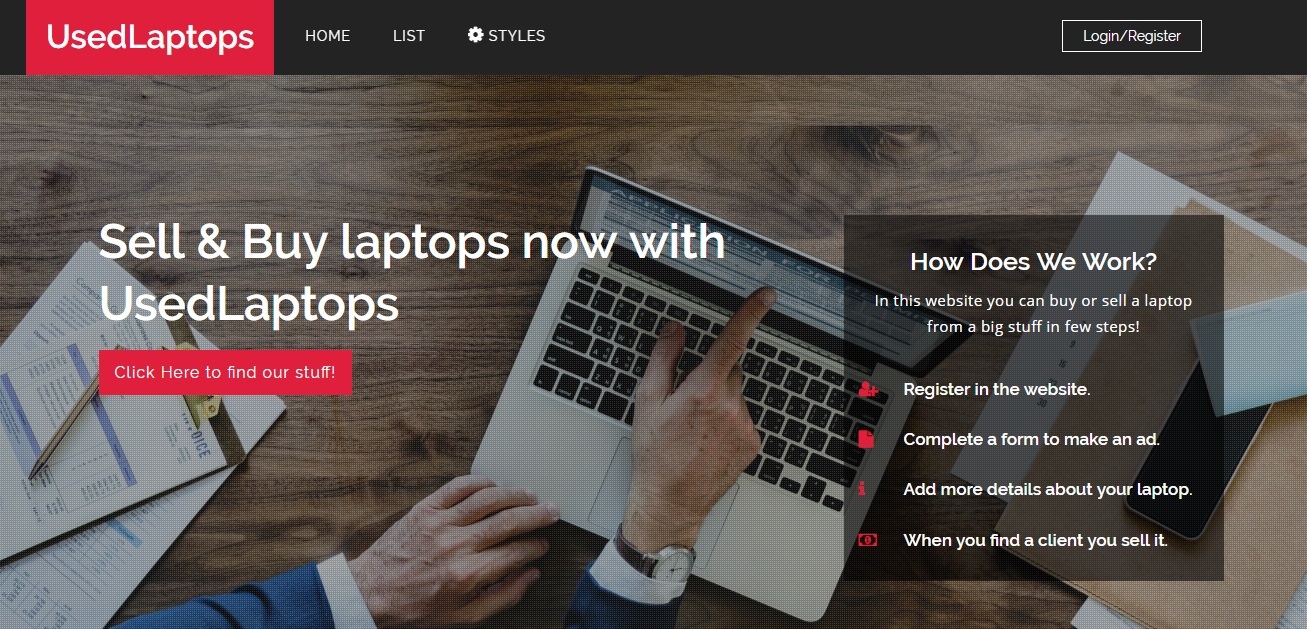 UsedLaptops
HOME
LIST
STYLES
Login/Register
Sell & Buy laptops now with
UsedLaptops
Click Here to find our stuff!
APPLICATION FORM
How Does We Work?
In this website you can buy or sell a laptop
from a big stuff in few steps!
Register in the website.
Complete a form to make an ad.
Add more details about your laptop.
When you find a client you sell it.